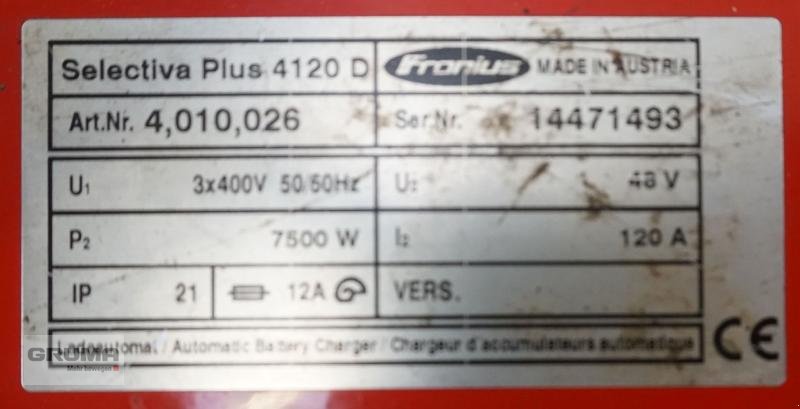 Selectiva Plus 4120 D Fronius MADE IN AUSTRIA
Art.Nr. 4,010,026 Ser.Nr. 14471493
U1 3x400V 50/60Hz U2 48 V
P2 7500 W I2 120 A
IP 21 12A VERS.
Ladeautomat / Automatic Battery Charger / Chargeur d'accumulateurs automatique CE
GRUMA
Mehr bewegen